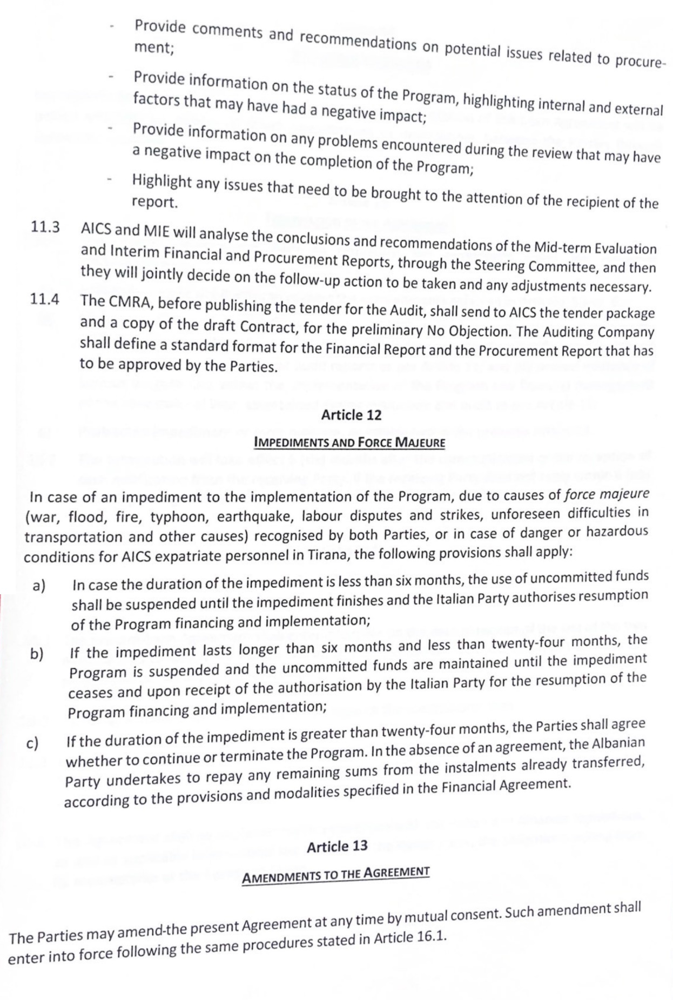 - Provide comments and recommendations on potential issues related to procure-
ment;
- Provide information on the status of the Program, highlighting internal and external
factors that may have had a negative impact;
- Provide information on any problems encountered during the review that may have
a negative impact on the completion of the Program;
- Highlight any issues that need to be brought to the attention of the recipient of the
report.
11.3 AICS and MIE will analyse the conclusions and recommendations of the Mid-term Evaluation
and Interim Financial and Procurement Reports, through the Steering Committee, and then
they will jointly decide on the follow-up action to be taken and any adjustments necessary.
11.4 The CMRA, before publishing the tender for the Audit, shall send to AICS the tender package
and a copy of the draft Contract, for the preliminary No Objection. The Auditing Company
shall define a standard format for the Financial Report and the Procurement Report that has
to be approved by the Parties.
Article 12
IMPEDIMENTS AND FORCE MAJEURE
In case of an impediment to the implementation of the Program, due to causes of force majeure
(war, flood, fire, typhoon, earthquake, labour disputes and strikes, unforeseen difficulties in
transportation and other causes) recognised by both Parties, or in case of danger or hazardous
conditions for AICS expatriate personnel in Tirana, the following provisions shall apply:
a) In case the duration of the impediment is less than six months, the use of uncommitted funds
shall be suspended until the impediment finishes and the Italian Party authorises resumption
of the Program financing and implementation;
b) If the impediment lasts longer than six months and less than twenty-four months, the
Program is suspended and the uncommitted funds are maintained until the impediment
ceases and upon receipt of the authorisation by the Italian Party for the resumption of the
Program financing and implementation;
c) If the duration of the impediment is greater than twenty-four months, the Parties shall agree
whether to continue or terminate the Program. In the absence of an agreement, the Albanian
Party undertakes to repay any remaining sums from the instalments already transferred,
according to the provisions and modalities specified in the Financial Agreement.
Article 13
AMENDMENTS TO THE AGREEMENT
The Parties may amend-the present Agreement at any time by mutual consent. Such amendment shall
enter into force following the same procedures stated in Article 16.1.